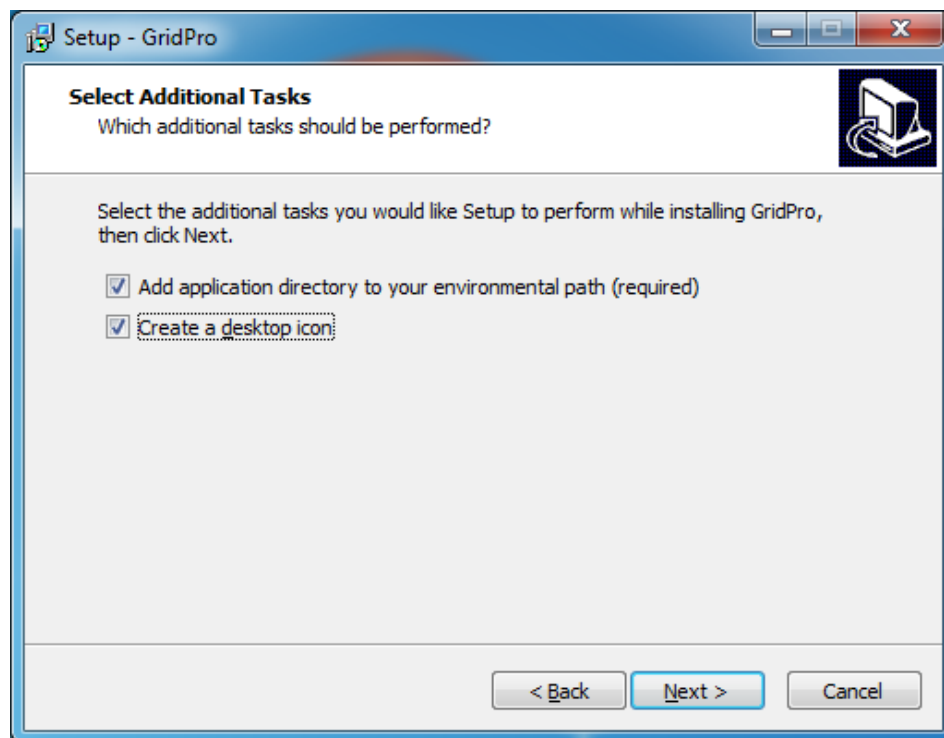 Setup - GridPro
Select Additional Tasks
Which additional tasks should be performed?
Select the additional tasks you would like Setup to perform while installing GridPro,
then click Next.
Add application directory to your environmental path (required)
Create a desktop icon
< Back Next > Cancel